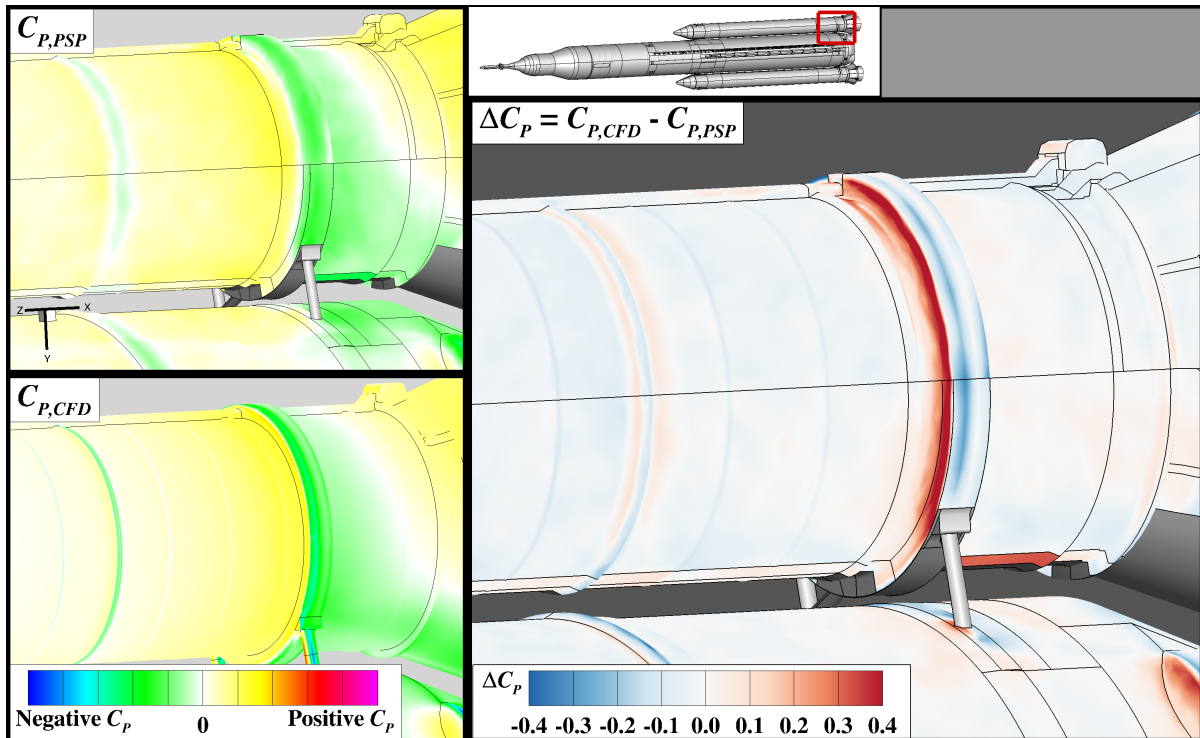 C_P,PSP
Z X
Y
C_P,CFD
Negative C_P 0 Positive C_P
ΔC_P = C_P,CFD - C_P,PSP
ΔC_P
-0.4 -0.3 -0.2 -0.1 0.0 0.1 0.2 0.3 0.4